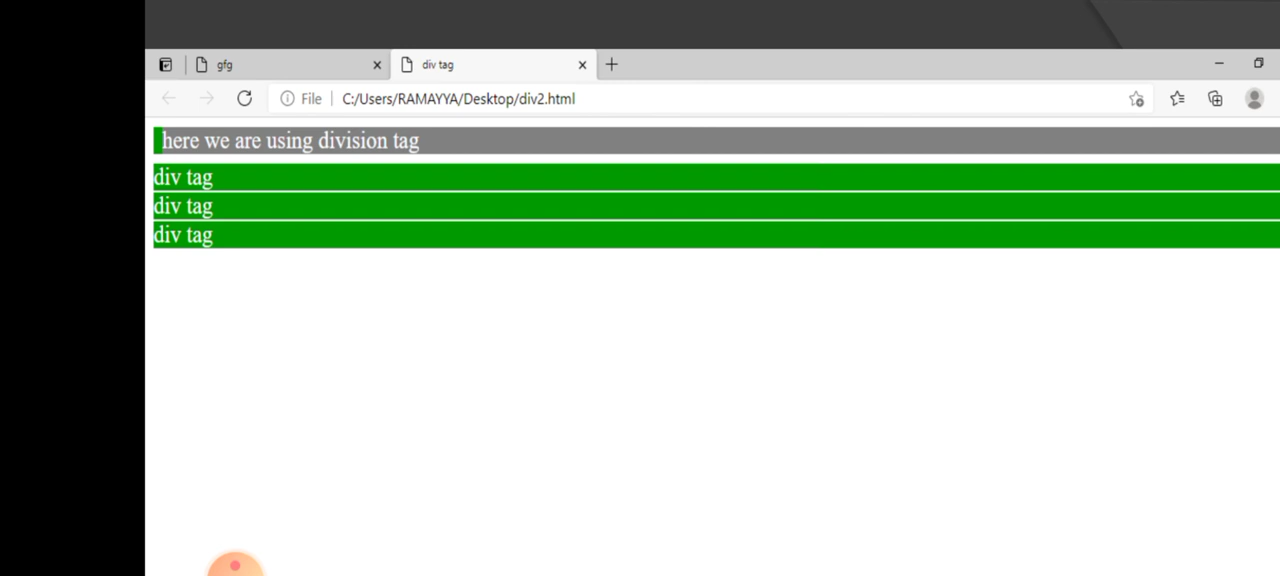 gfg
div tag
File
C:/Users/RAMAYYA/Desktop/div2.html
here we are using division tag
div tag
div tag
div tag